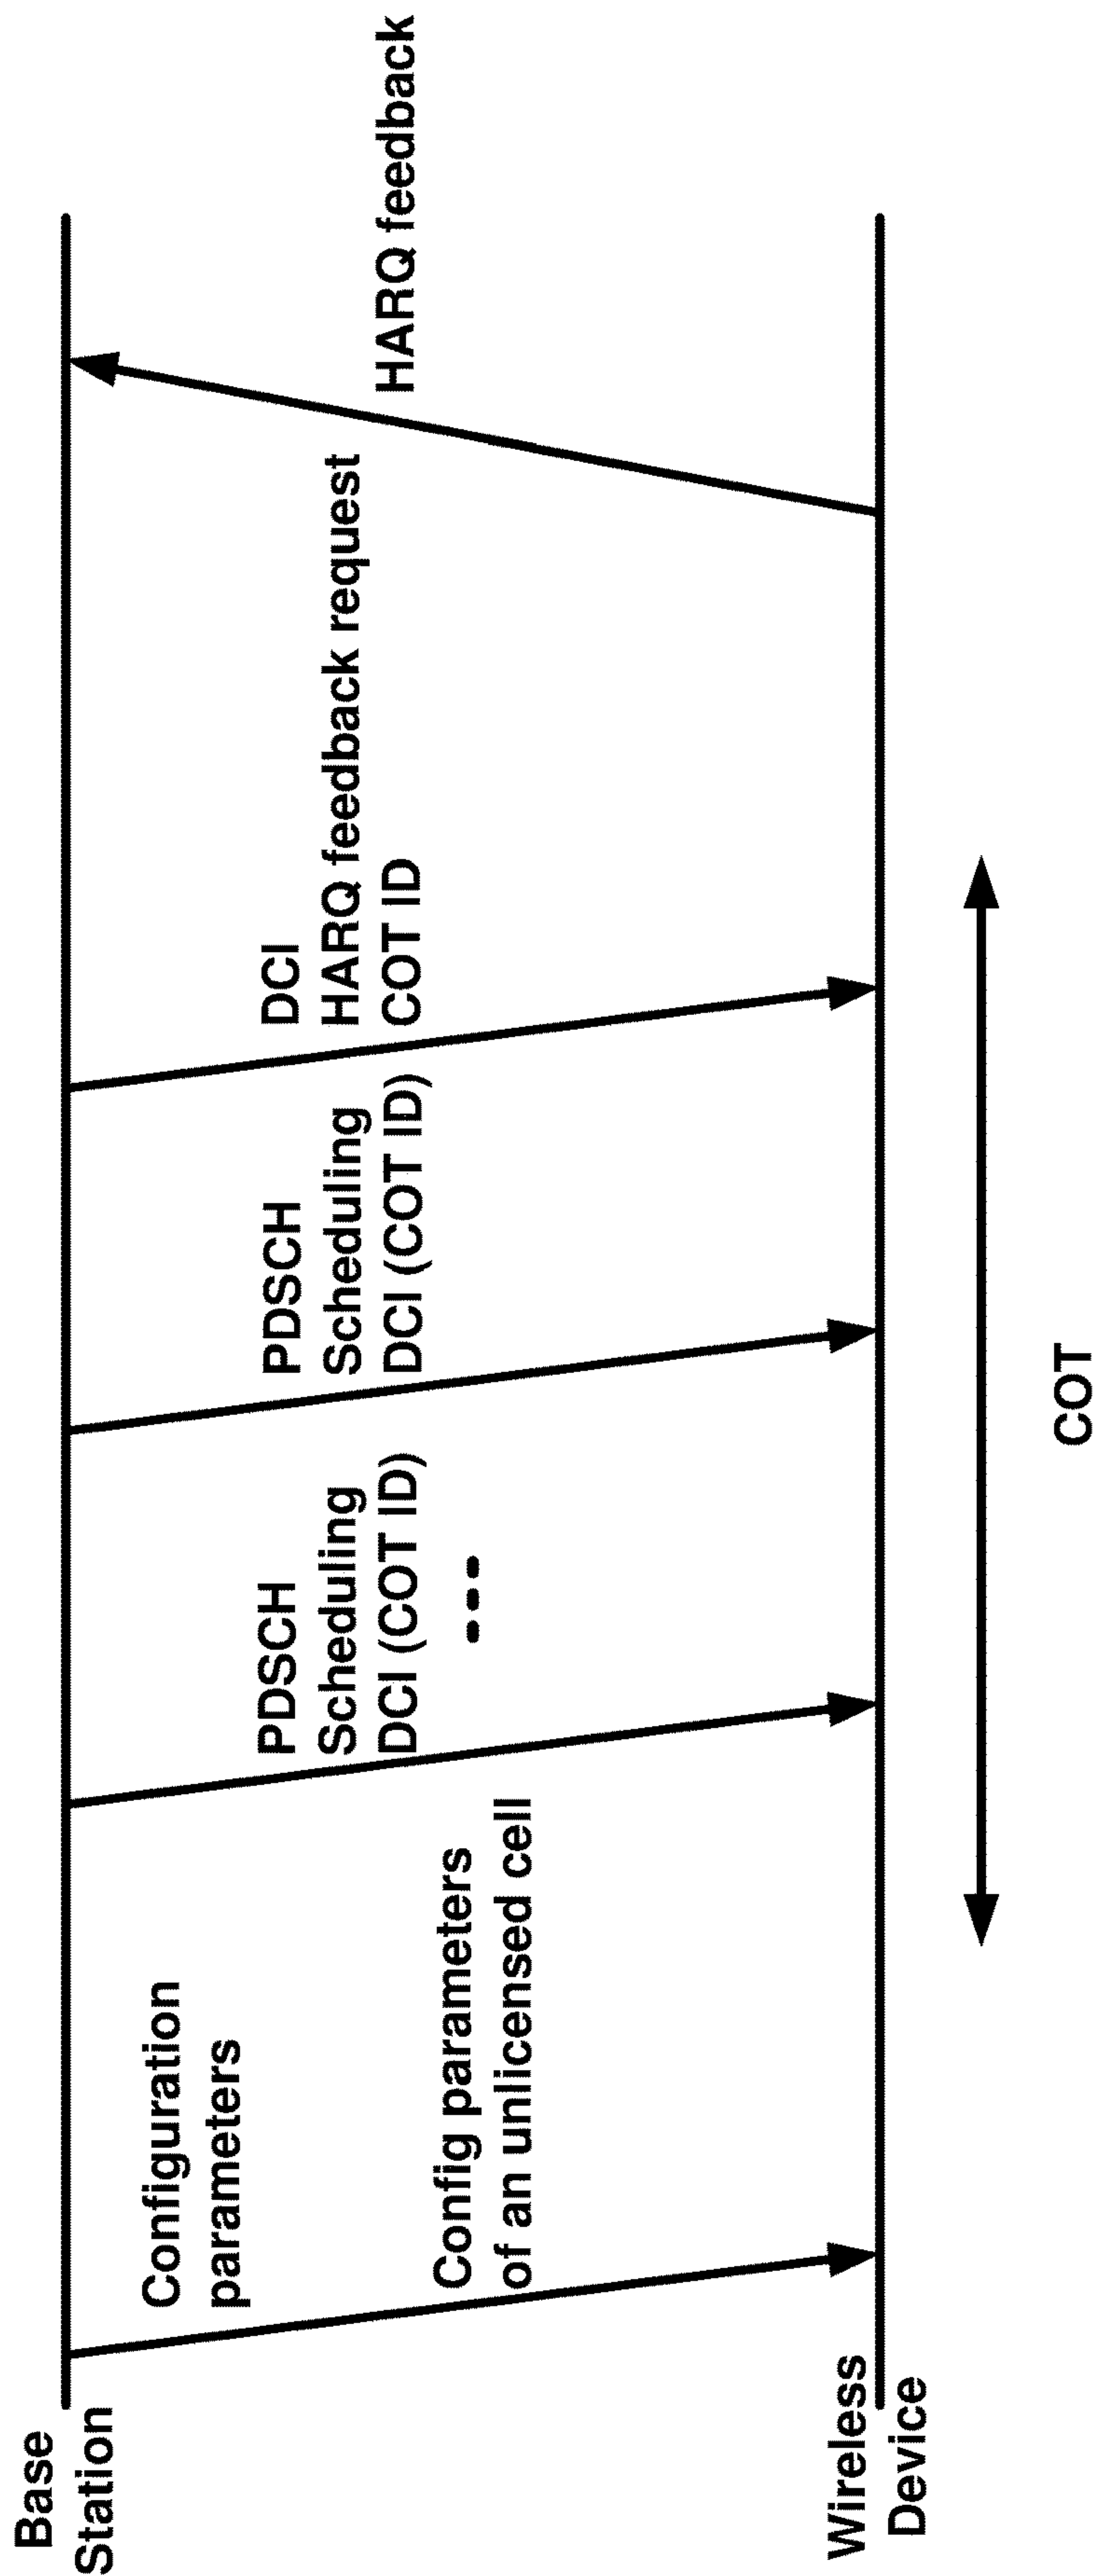 Base
Station
Configuration
parameters
Config parameters
of an unlicensed cell
PDSCH
Scheduling
DCI (COT ID)
PDSCH
Scheduling
DCI (COT ID)
DCI
HARQ feedback request
COT ID
HARQ feedback
Wireless
Device
COT